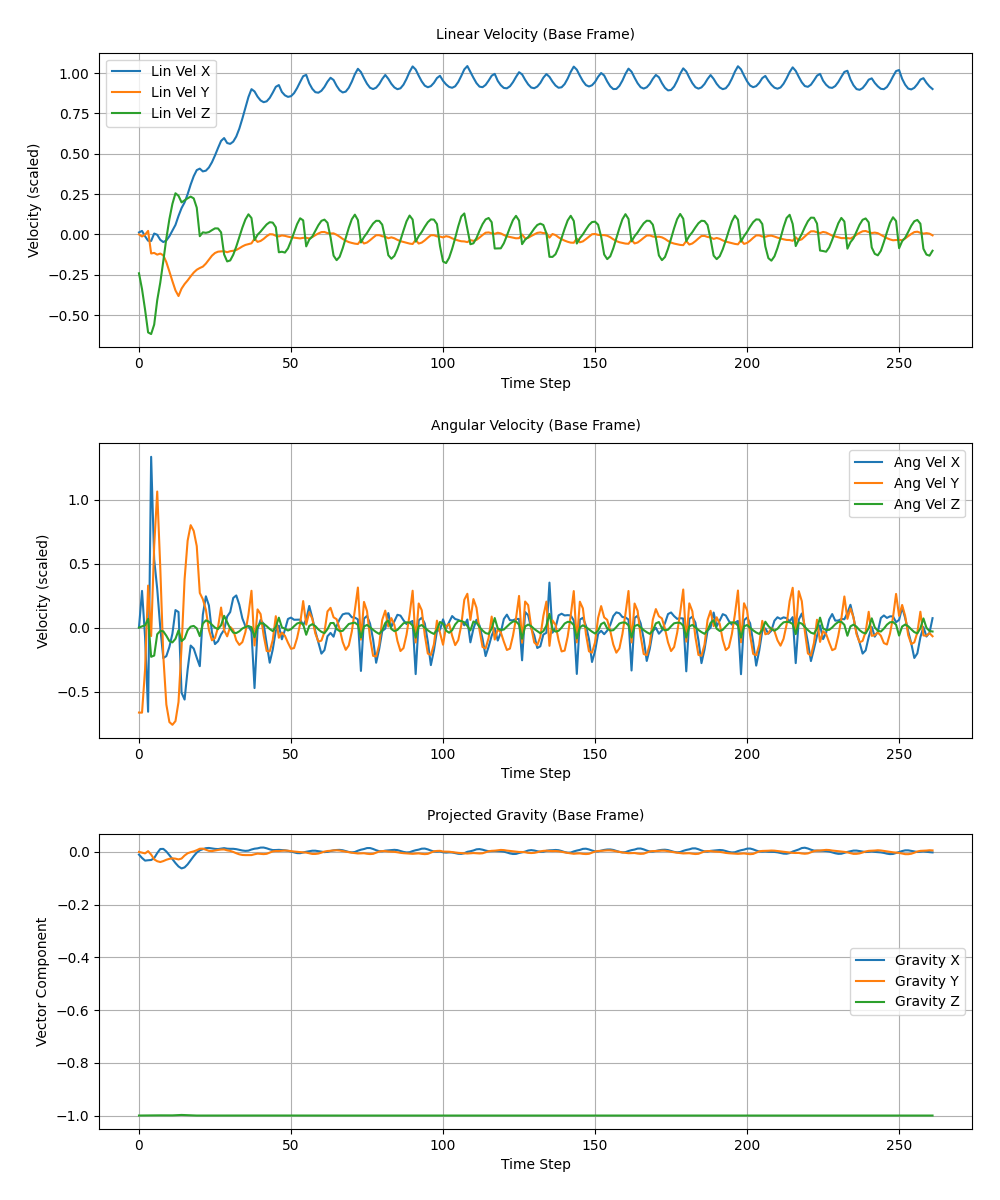 Linear Velocity (Base Frame)
1.00
0.75
0.50
0.25
0.00
−0.25
−0.50
Velocity (scaled)
Lin Vel X
Lin Vel Y
Lin Vel Z
0 50 100 150 200 250
Time Step
Angular Velocity (Base Frame)
1.0
0.5
0.0
−0.5
Velocity (scaled)
Ang Vel X
Ang Vel Y
Ang Vel Z
0 50 100 150 200 250
Time Step
Projected Gravity (Base Frame)
0.0
−0.2
−0.4
−0.6
−0.8
−1.0
Vector Component
Gravity X
Gravity Y
Gravity Z
0 50 100 150 200 250
Time Step